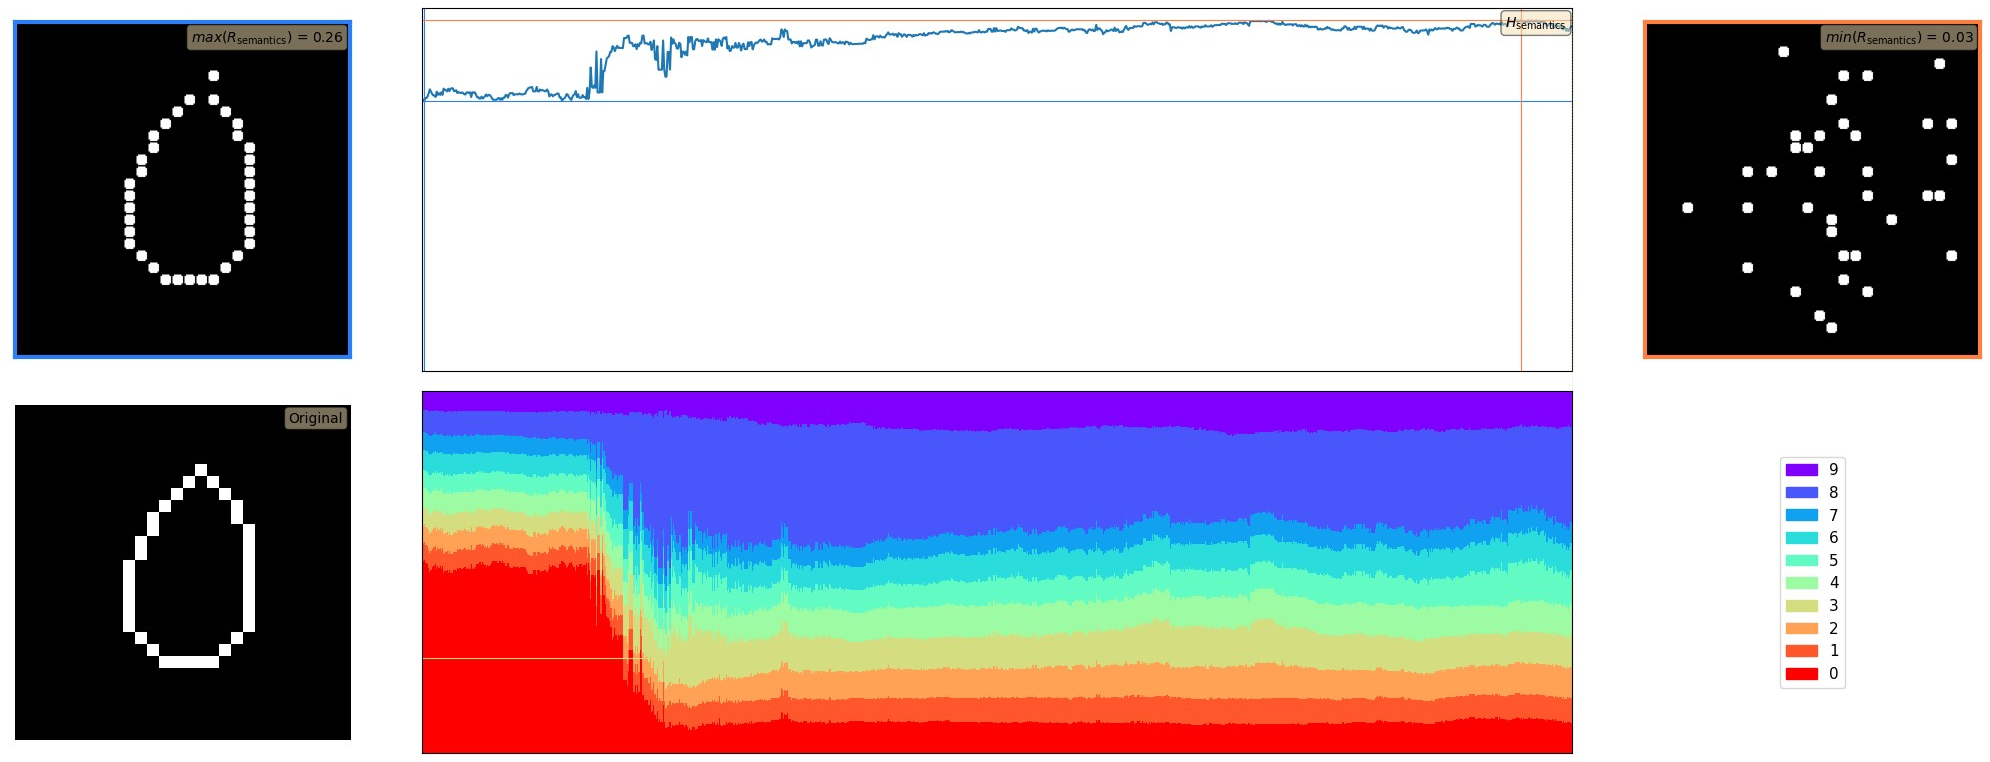 max(R_semantics) = 0.26
H_semantics
min(R_semantics) = 0.03
Original
9
8
7
6
5
4
3
2
1
0